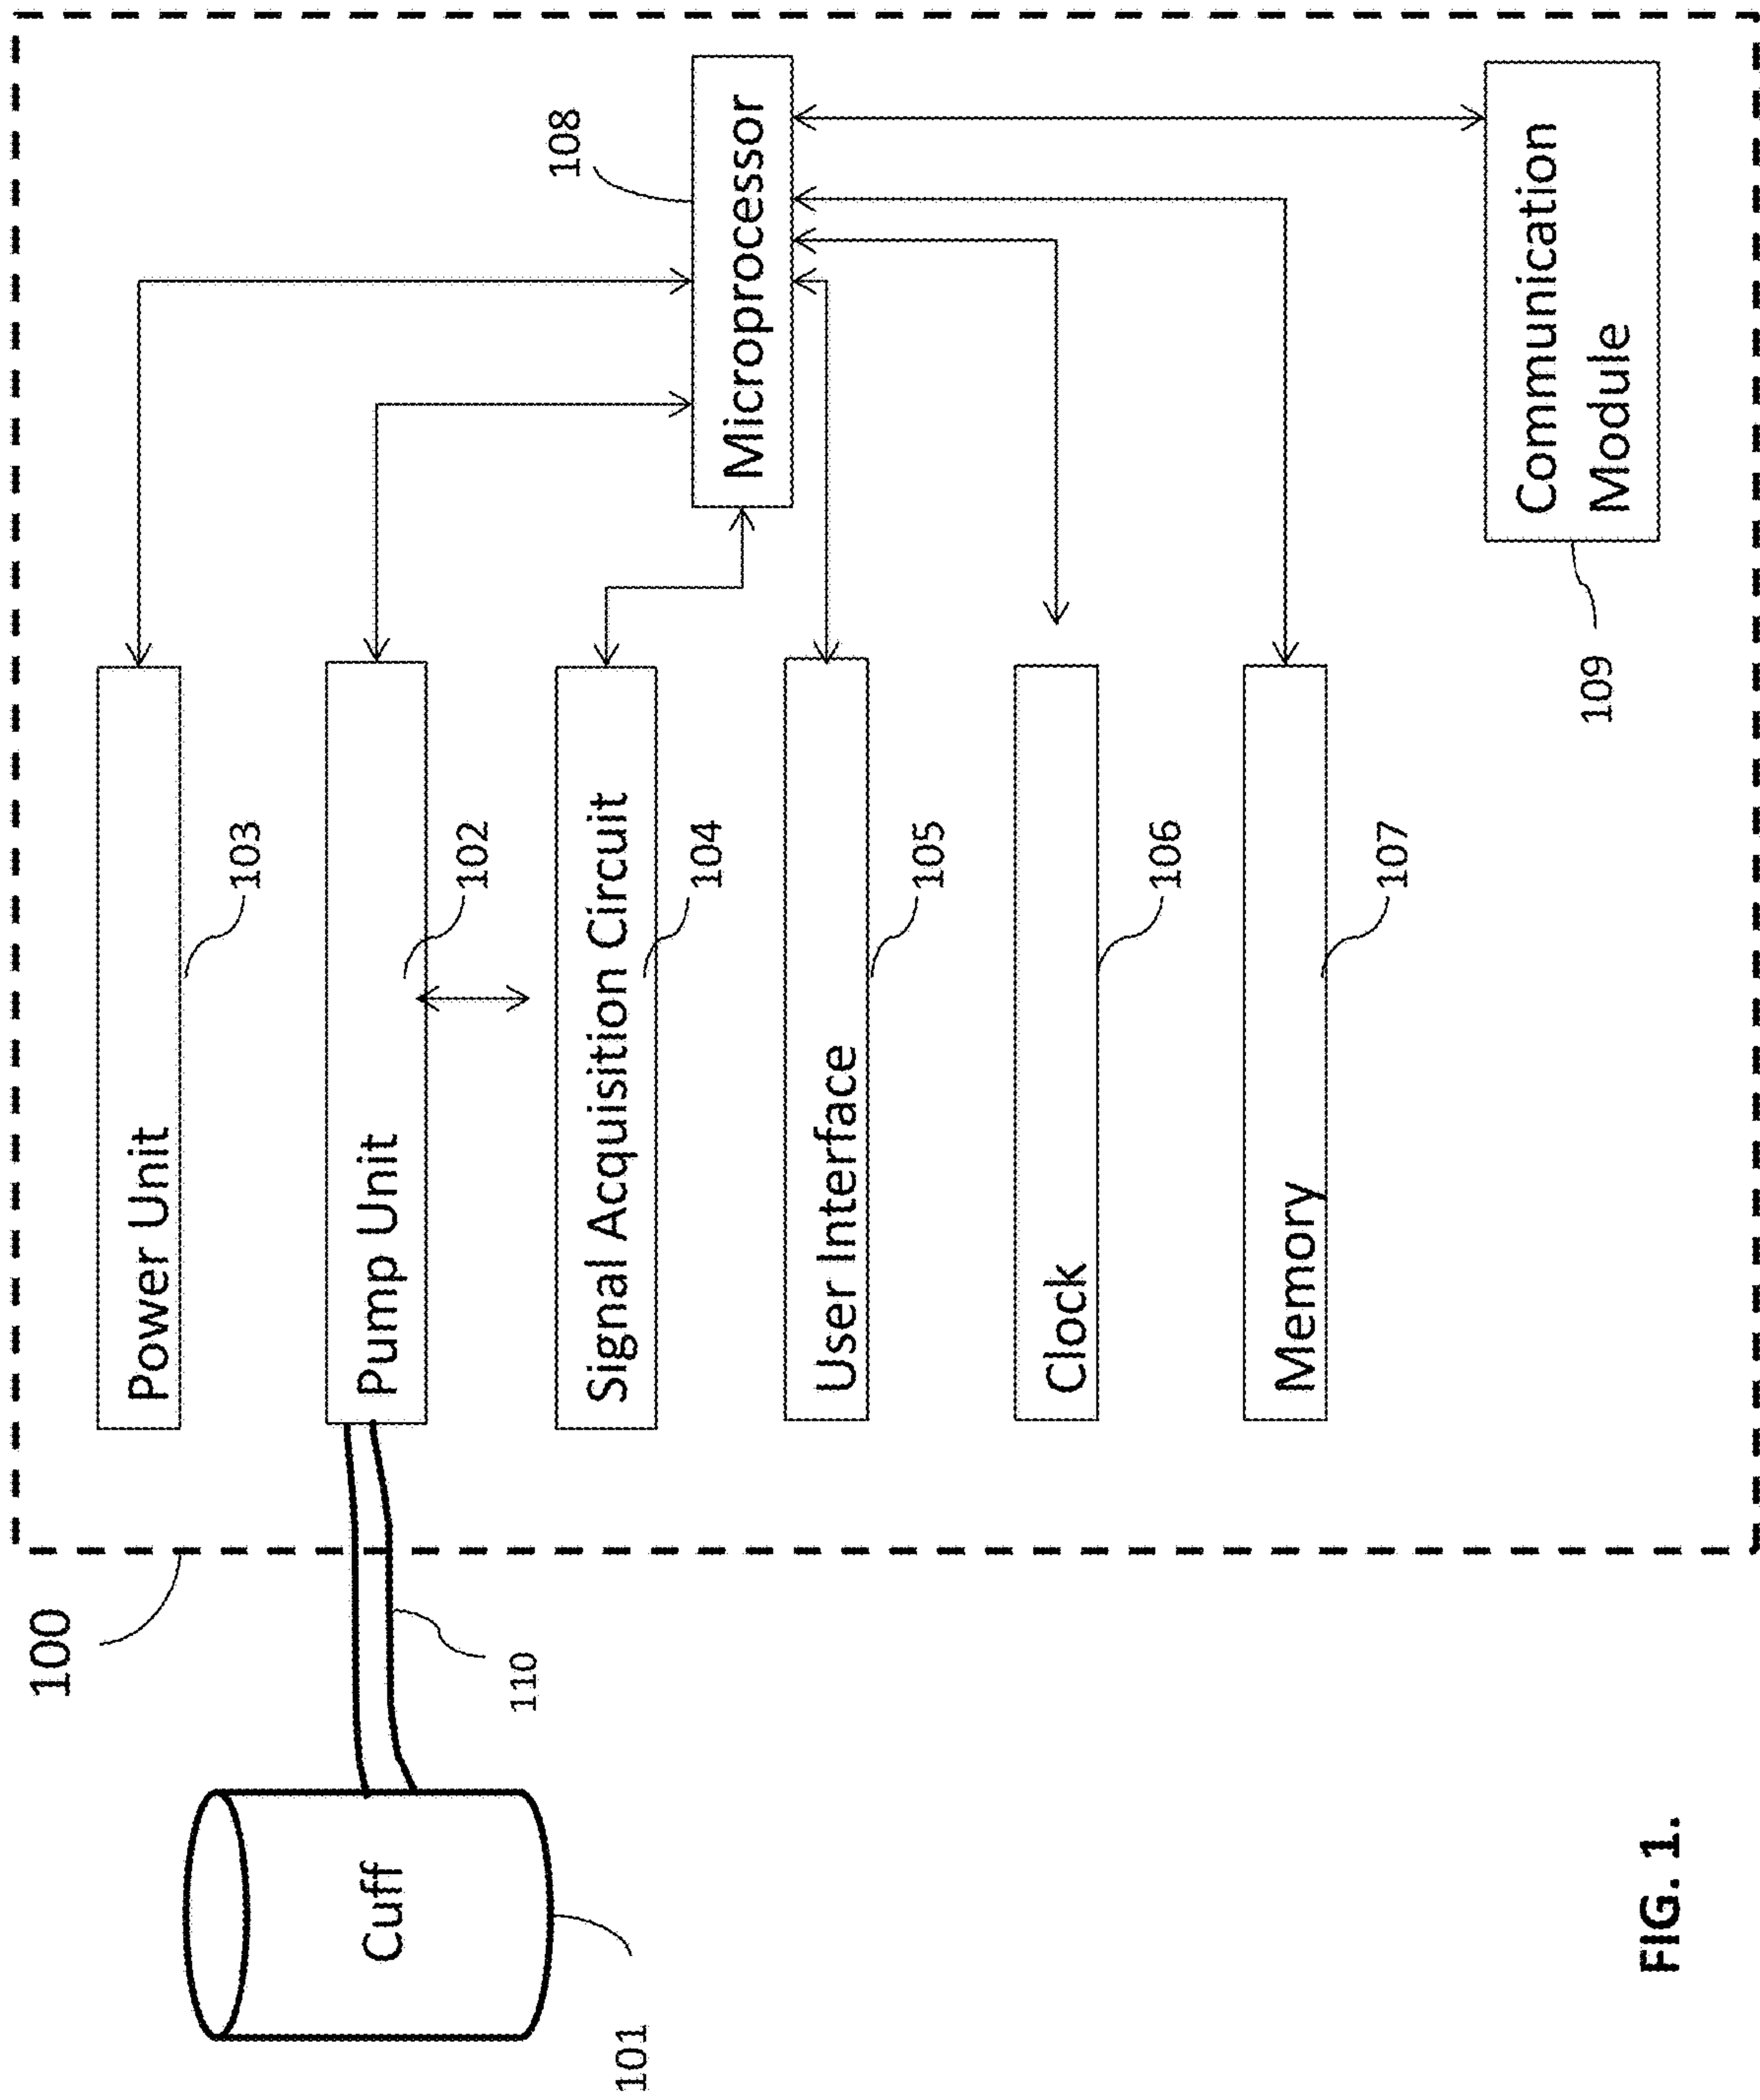 100
Power Unit
103
Cuff
101
110
Pump Unit
102
Signal Acquisition Circuit
104
108
Microprocessor
User Interface
105
Clock
106
Memory
107
109
Communication
Module
FIG. 1.